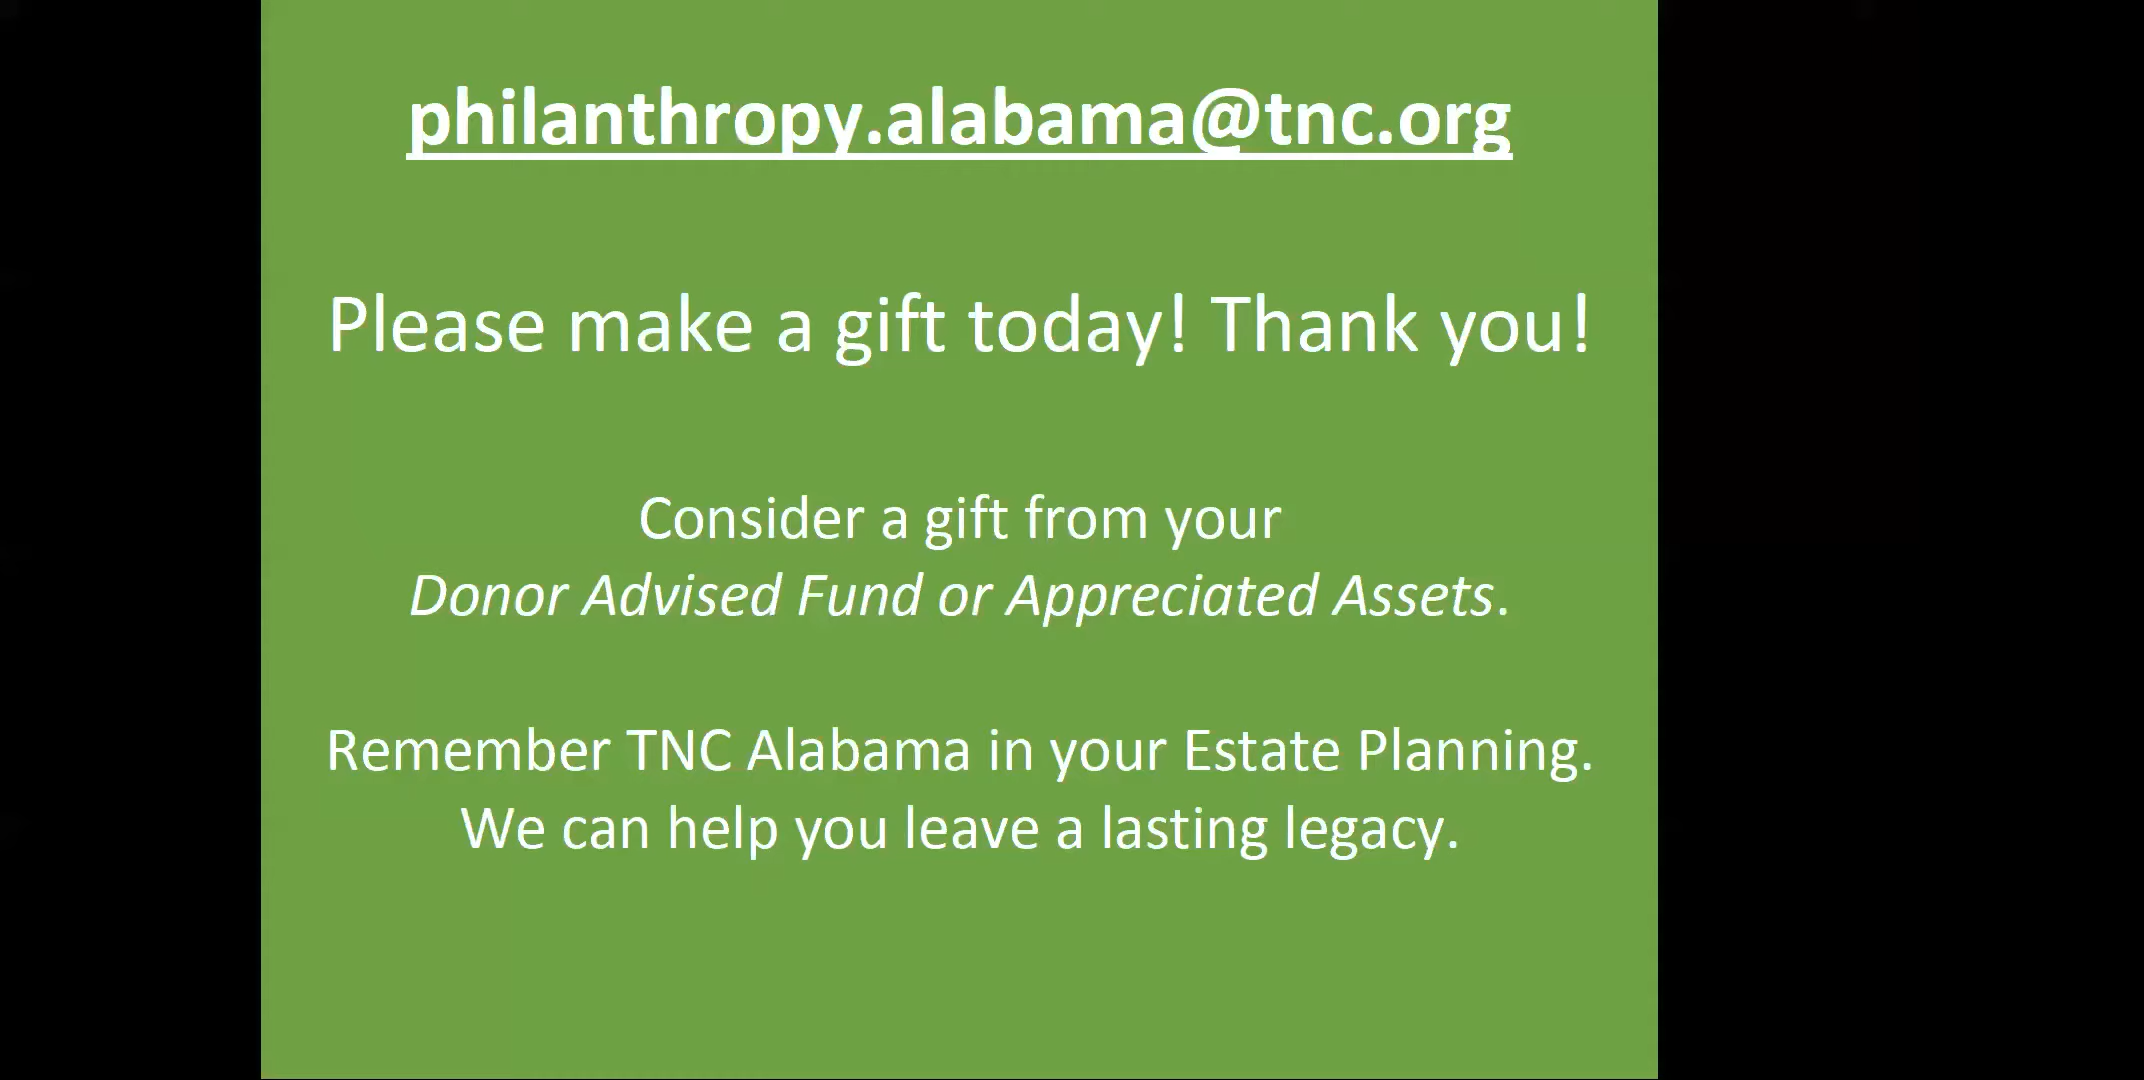 philanthropy.alabama@tnc.org
Please make a gift today! Thank you!
Consider a gift from your
Donor Advised Fund or Appreciated Assets.
Remember TNC Alabama in your Estate Planning.
We can help you leave a lasting legacy.